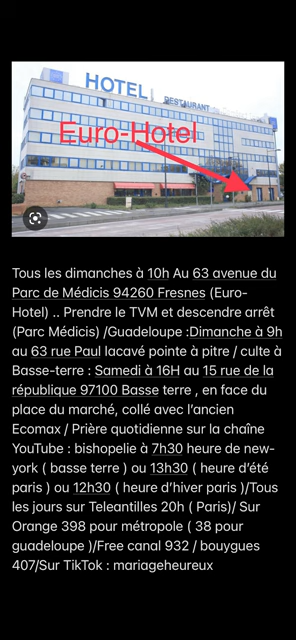 HOTEL
RESTAURANT
Euro-Hotel
Tous les dimanches à 10h Au 63 avenue du
Parc de Médicis 94260 Fresnes (Euro-
Hotel) .. Prendre le TVM et descendre arrêt
(Parc Médicis) /Guadeloupe :Dimanche à 9h
au 63 rue Paul lacavé pointe à pitre / culte à
Basse-terre : Samedi à 16H au 15 rue de la
république 97100 Basse terre , en face du
place du marché, collé avec l'ancien
Ecomax / Prière quotidienne sur la chaîne
YouTube : bishopelie à 7h30 heure de new-
york ( basse terre ) ou 13h30 ( heure d'été
paris ) ou 12h30 ( heure d'hiver paris )/Tous
les jours sur Teleantilles 20h ( Paris)/ Sur
Orange 398 pour métropole ( 38 pour
guadeloupe )/Free canal 932 / bouygues
407/Sur TikTok : mariageheureux